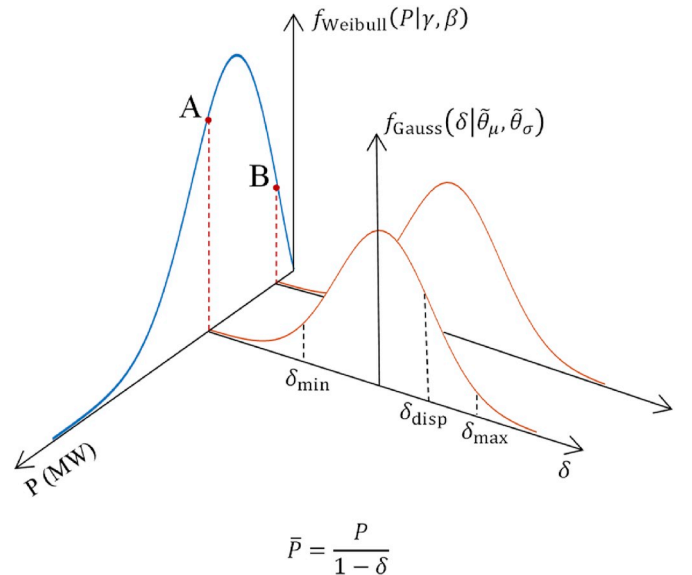 f_Weibull(P|γ, β)
f_Gauss(δ|θ̃_μ, θ̃_σ)
A
B
δ_min
δ_disp
δ_max
P (MW)
δ
P̄ = P / (1 − δ)